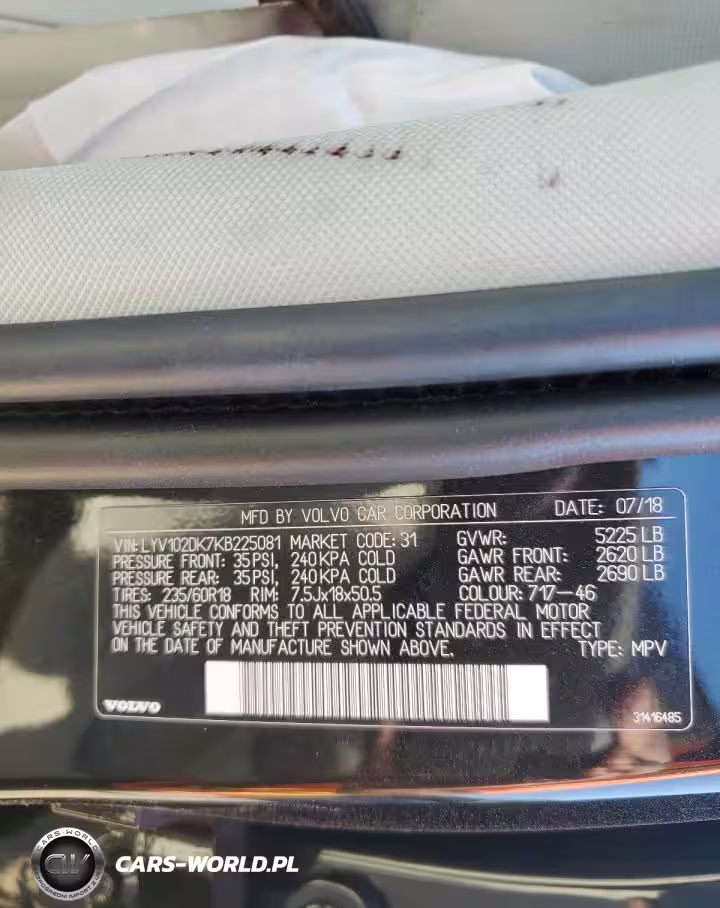 MFD BY VOLVO CAR CORPORATION DATE: 07/18
VIN: LYV102DK7KB225081 MARKET CODE: 31 GVWR: 5225 LB
PRESSURE FRONT: 35 PSI, 240 KPA COLD GAWR FRONT: 2620 LB
PRESSURE REAR: 35 PSI, 240 KPA COLD GAWR REAR: 2690 LB
TIRES: 235/60R18 RIM: 7.5Jx18x50.5 COLOUR: 717-46
THIS VEHICLE CONFORMS TO ALL APPLICABLE FEDERAL MOTOR
VEHICLE SAFETY AND THEFT PREVENTION STANDARDS IN EFFECT
ON THE DATE OF MANUFACTURE SHOWN ABOVE. TYPE: MPV
VOLVO 31416485
CARS-WORLD
CW
CARS-WORLD.PL